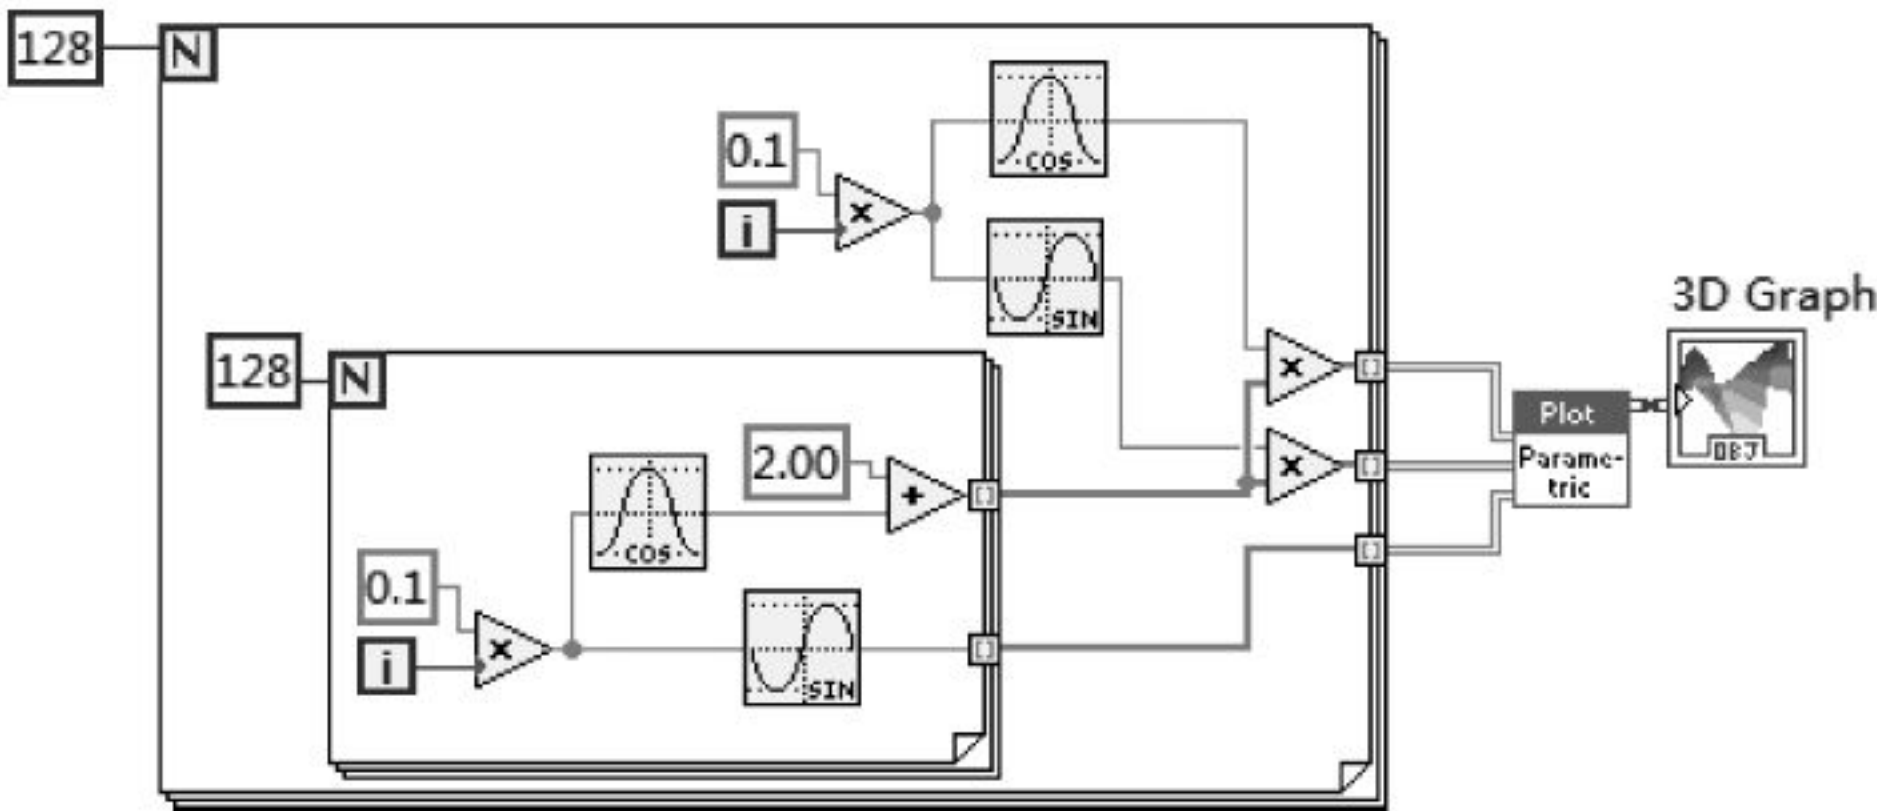 128
N
COS
0.1
×
i
SIN
3D Graph
128
N
×
Plot
Parame-
tric
OBJ
2.00
×
+
COS
0.1
×
i
SIN